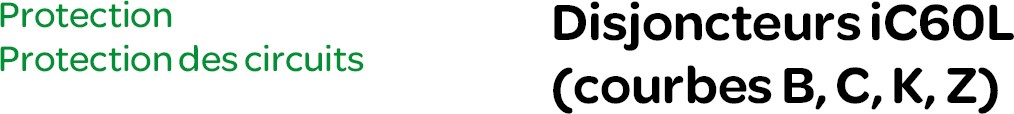 Protection
Protection des circuits
Disjoncteurs iC60L
(courbes B, C, K, Z)